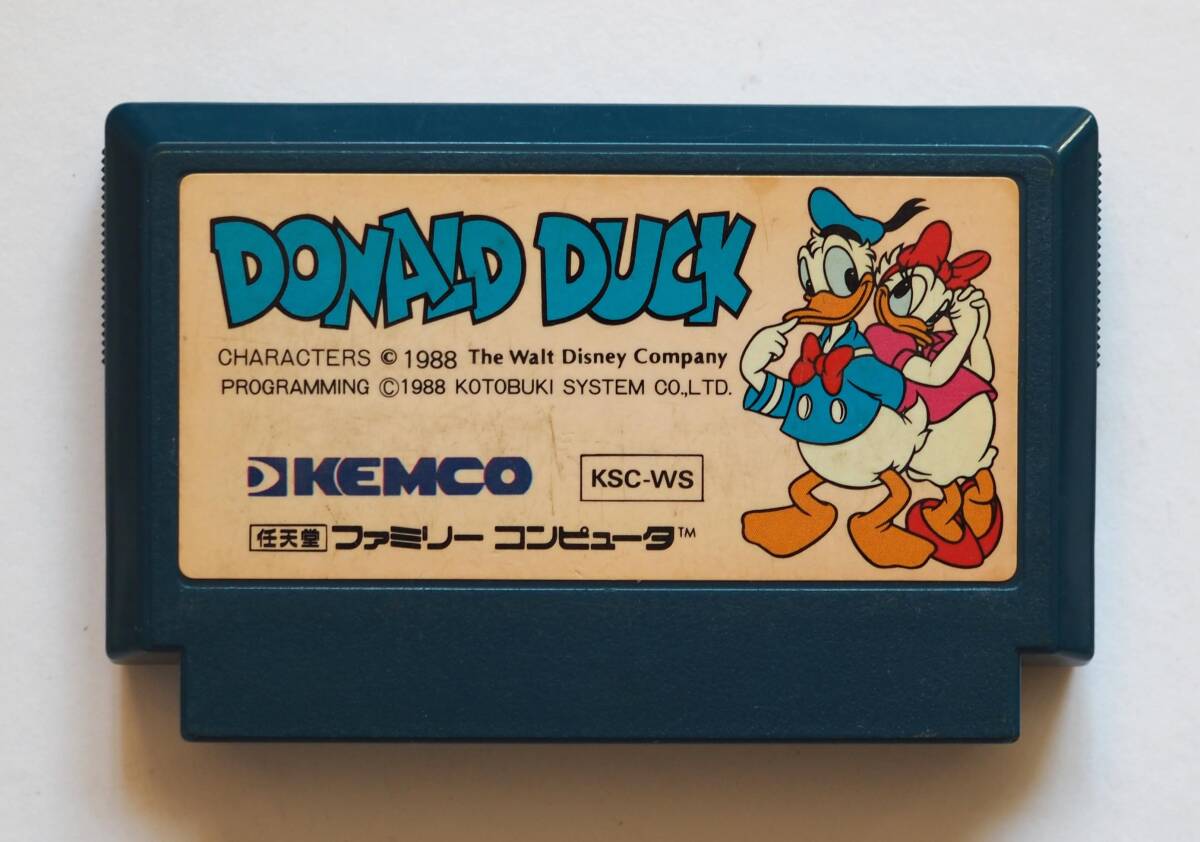 DONALD DUCK
CHARACTERS © 1988 The Walt Disney Company
PROGRAMMING ©1988 KOTOBUKI SYSTEM CO.,LTD.
KEMCO
KSC-WS
任天堂 ファミリーコンピュータ™